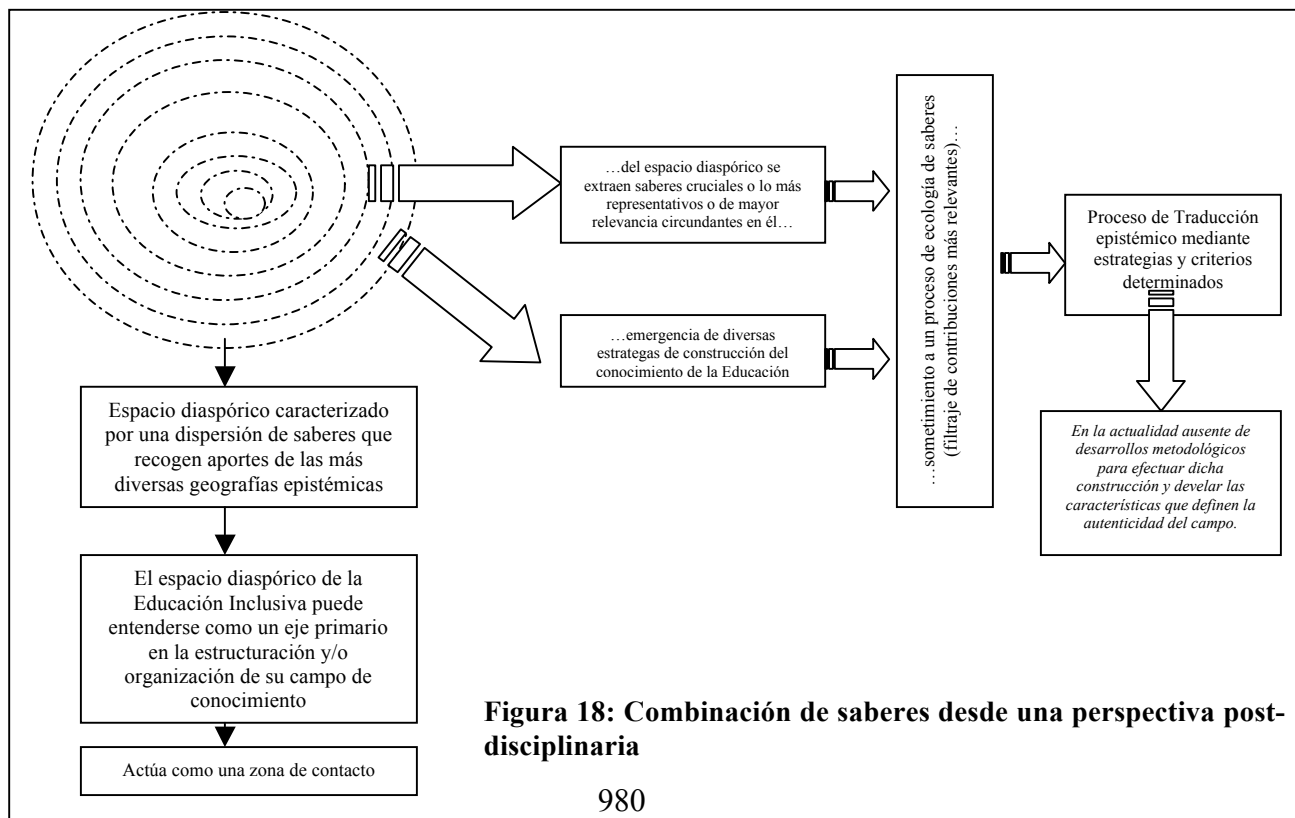 …del espacio diaspórico se
extraen saberes cruciales o lo más
representativos o de mayor
relevancia circundantes en él…
…emergencia de diversas
estrategas de construcción del
conocimiento de la Educación
…sometimiento a un proceso de ecología de saberes
(filtraje de contribuciones más relevantes)…
Proceso de Traducción
epistémico mediante
estrategias y criterios
determinados
En la actualidad ausente de
desarrollos metodológicos
para efectuar dicha
construcción y develar las
características que definen la
autenticidad del campo.
Espacio diaspórico caracterizado
por una dispersión de saberes que
recogen aportes de las más
diversas geografías epistémicas
El espacio diaspórico de la
Educación Inclusiva puede
entenderse como un eje primario
en la estructuración y/o
organización de su campo de
conocimiento
Actúa como una zona de contacto
Figura 18: Combinación de saberes desde una perspectiva post-
disciplinaria
980